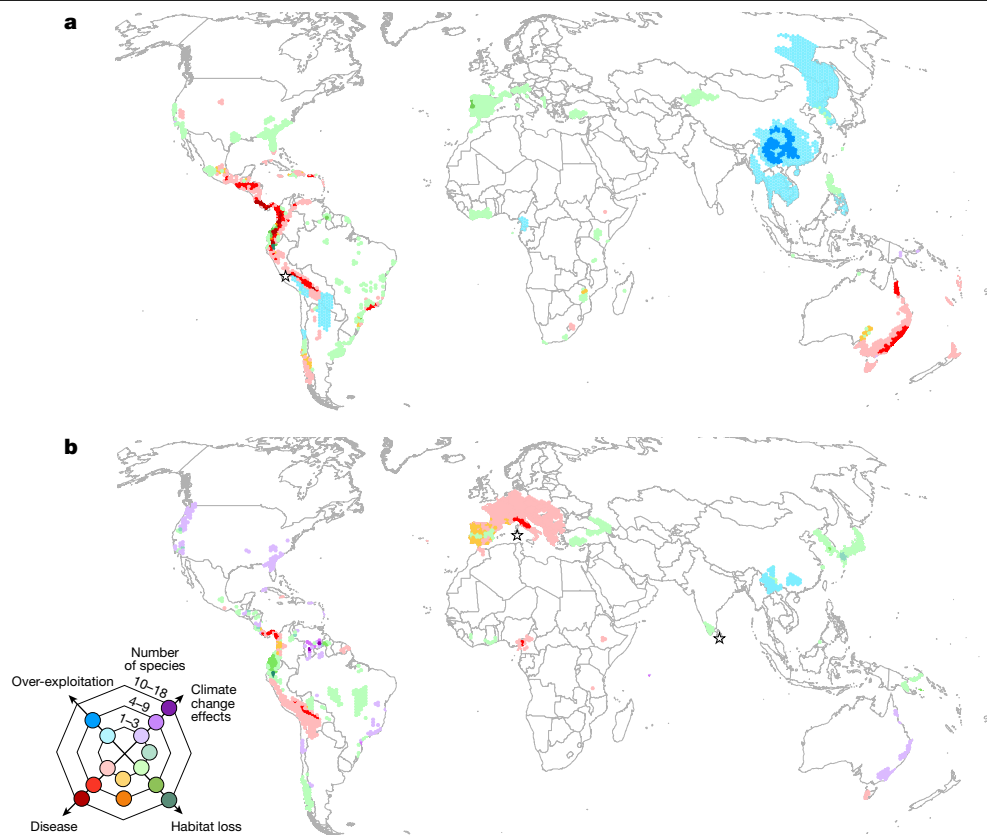 a
b
Number
of species
Over-exploitation
10–18
4–9
1–3
Climate
change
effects
Disease
Habitat loss